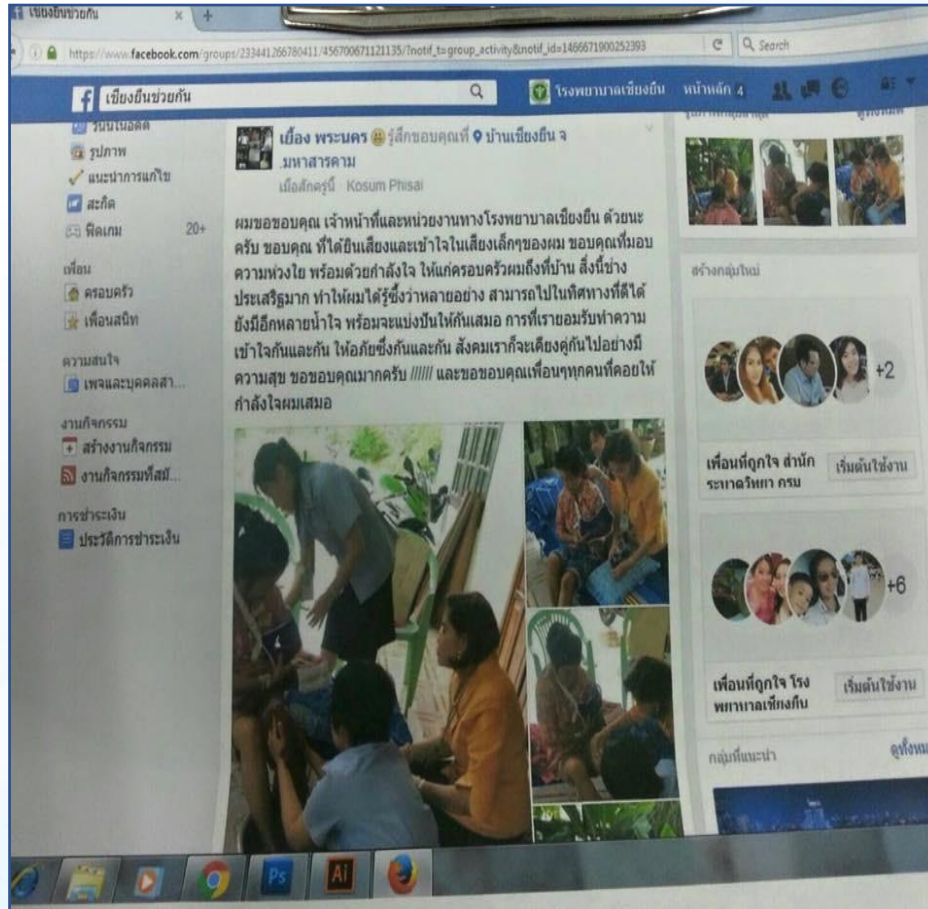 เชียงยืนช่วยกัน
https://www.facebook.com/groups/233441266780411/456700671121135/?notif_t=group_activity&notif_id=1466671900252393
Search
เชียงยืนช่วยกัน
โรงพยาบาลเชียงยืน
หน้าหลัก 4
วันนี้ในอดีต
รูปภาพ
แนะนำการแก้ไข
สะกิด
ฟีดเกม 20+
เพื่อน
ครอบครัว
เพื่อนสนิท
ความสนใจ
เพจและบุคคลสา...
งานกิจกรรม
สร้างงานกิจกรรม
งานกิจกรรมที่สมั...
การชำระเงิน
ประวัติการชำระเงิน
เยื้อง พระนคร รู้สึกขอบคุณที่ บ้านเชียงยืน จ
.มหาสารคาม
เมื่อสักครู่นี้ · Kosum Phisai
ผมขอขอบคุณ เจ้าหน้าที่และหน่วยงานทางโรงพยาบาลเชียงยืน ด้วยนะ
ครับ ขอบคุณ ที่ได้ยินเสียงและเข้าใจในเสียงเล็กๆของผม ขอบคุณที่มอบ
ความห่วงใย พร้อมด้วยกำลังใจ ให้แก่ครอบครัวผมถึงที่บ้าน สิ่งนี้ช่าง
ประเสริฐมาก ทำให้ผมได้รู้ซึ้งว่าหลายอย่าง สามารถไปในทิศทางที่ดีได้
ยังมีอีกหลายน้ำใจ พร้อมจะแบ่งปันให้กันเสมอ การที่เรายอมรับทำความ
เข้าใจกันและกัน ให้อภัยซึ่งกันและกัน สังคมเราก็จะเคียงคู่กันไปอย่างมี
ความสุข ขอขอบคุณมากครับ ////// และขอขอบคุณเพื่อนๆทุกคนที่คอยให้
กำลังใจผมเสมอ
สร้างกลุ่มใหม่
+2
เพื่อนที่ถูกใจ สำนัก
ระบาดวิทยา กรม
เริ่มต้นใช้งาน
+6
เพื่อนที่ถูกใจ โรง
พยาบาลเชียงยืน
เริ่มต้นใช้งาน
กลุ่มที่แนะนำ
ดูทั้งหม
Ps
Ai